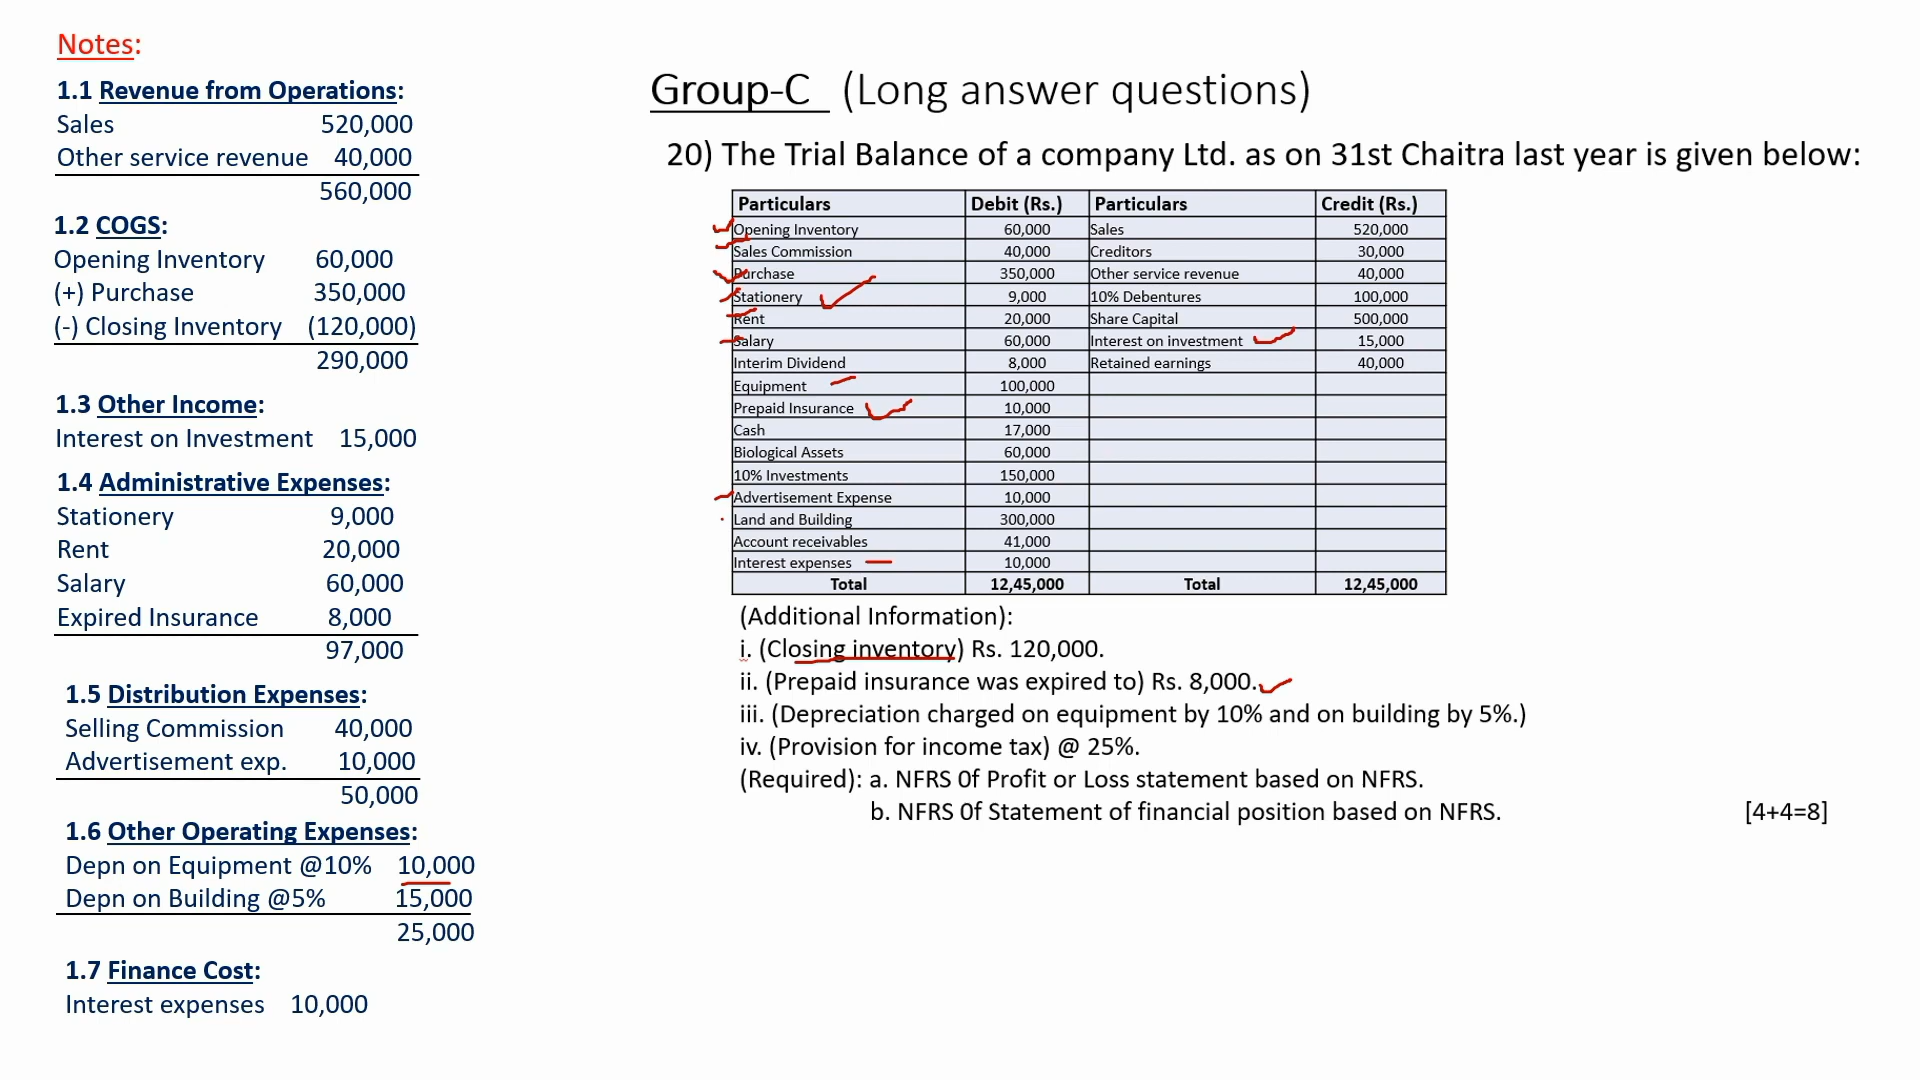 Notes:
1.1 Revenue from Operations:
Sales 520,000
Other service revenue 40,000
560,000
1.2 COGS:
Opening Inventory 60,000
(+) Purchase 350,000
(-) Closing Inventory (120,000)
290,000
1.3 Other Income:
Interest on Investment 15,000
1.4 Administrative Expenses:
Stationery 9,000
Rent 20,000
Salary 60,000
Expired Insurance 8,000
97,000
1.5 Distribution Expenses:
Selling Commission 40,000
Advertisement exp. 10,000
50,000
1.6 Other Operating Expenses:
Depn on Equipment @10% 10,000
Depn on Building @5% 15,000
25,000
1.7 Finance Cost:
Interest expenses 10,000
Group-C (Long answer questions)
20) The Trial Balance of a company Ltd. as on 31st Chaitra last year is given below:
Particulars Debit (Rs.) Particulars Credit (Rs.)
Opening Inventory 60,000 Sales 520,000
Sales Commission 40,000 Creditors 30,000
Purchase 350,000 Other service revenue 40,000
Stationery 9,000 10% Debentures 100,000
Rent 20,000 Share Capital 500,000
Salary 60,000 Interest on investment 15,000
Interim Dividend 8,000 Retained earnings 40,000
Equipment 100,000
Prepaid Insurance 10,000
Cash 17,000
Biological Assets 60,000
10% Investments 150,000
Advertisement Expense 10,000
Land and Building 300,000
Account receivables 41,000
Interest expenses 10,000
Total 12,45,000 Total 12,45,000
(Additional Information):
i. (Closing inventory) Rs. 120,000.
ii. (Prepaid insurance was expired to) Rs. 8,000.
iii. (Depreciation charged on equipment by 10% and on building by 5%.)
iv. (Provision for income tax) @ 25%.
(Required): a. NFRS 0f Profit or Loss statement based on NFRS.
b. NFRS 0f Statement of financial position based on NFRS. [4+4=8]